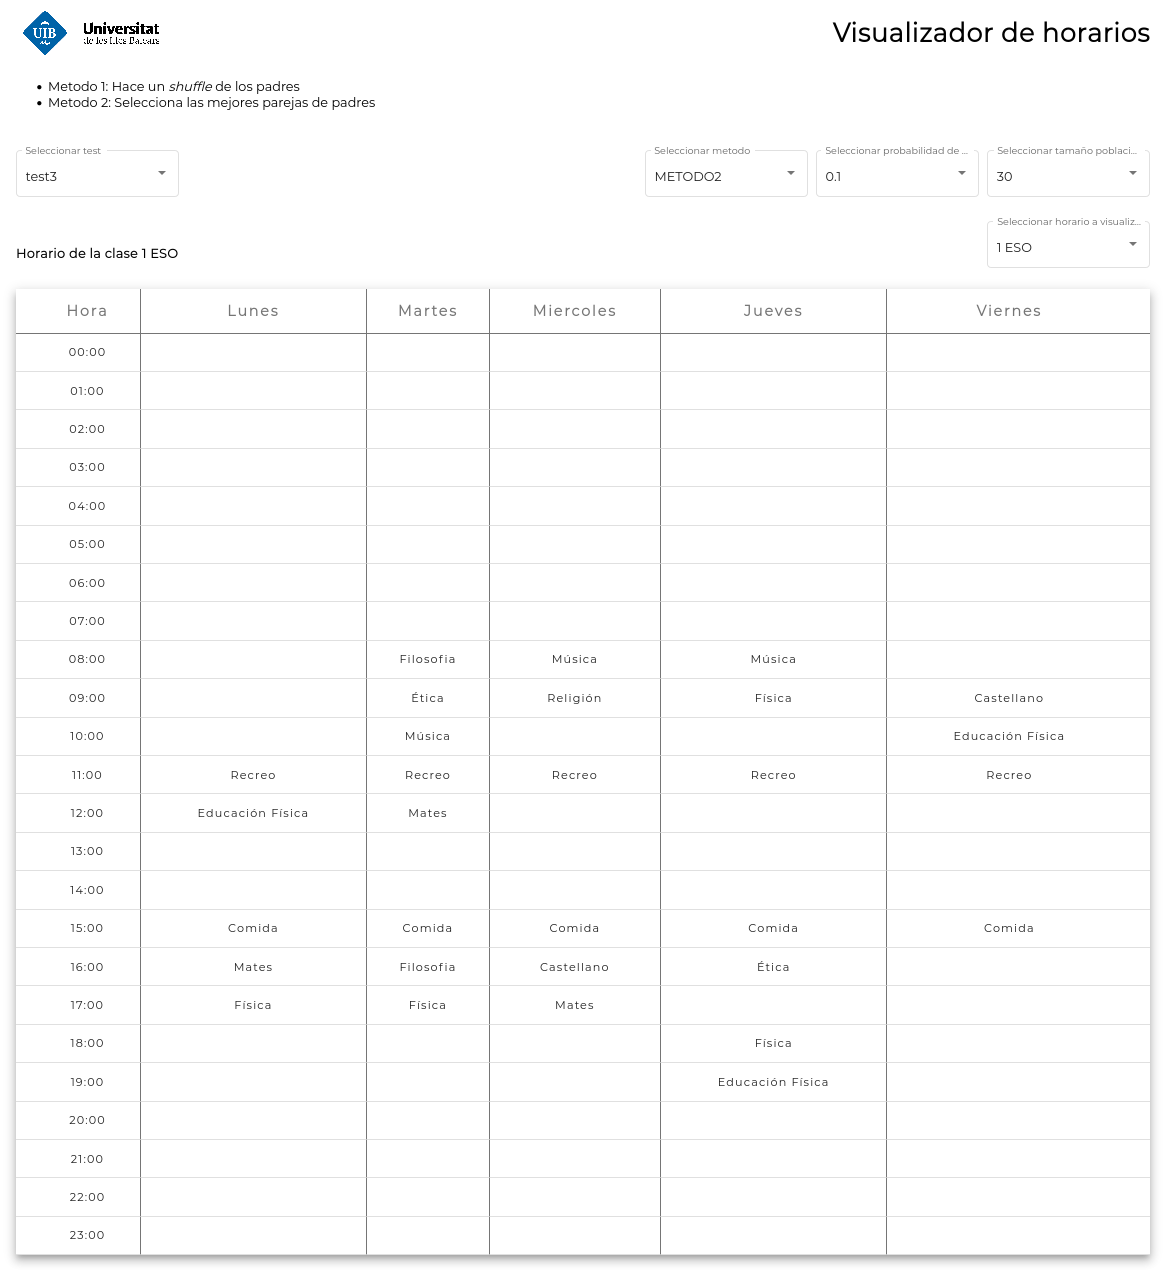 UIB
Universitat
de les Illes Balears
Visualizador de horarios
• Metodo 1: Hace un shuffle de los padres
• Metodo 2: Selecciona las mejores parejas de padres
Seleccionar test
test3
Seleccionar metodo
METODO2
Seleccionar probabilidad de ...
0.1
Seleccionar tamaño poblaci...
30
Seleccionar horario a visualiz...
1 ESO
Horario de la clase 1 ESO
Hora Lunes Martes Miercoles Jueves Viernes
00:00
01:00
02:00
03:00
04:00
05:00
06:00
07:00
08:00 Filosofia Música Música
09:00 Ética Religión Física Castellano
10:00 Música Educación Física
11:00 Recreo Recreo Recreo Recreo Recreo
12:00 Educación Física Mates
13:00
14:00
15:00 Comida Comida Comida Comida Comida
16:00 Mates Filosofia Castellano Ética
17:00 Física Física Mates
18:00 Física
19:00 Educación Física
20:00
21:00
22:00
23:00